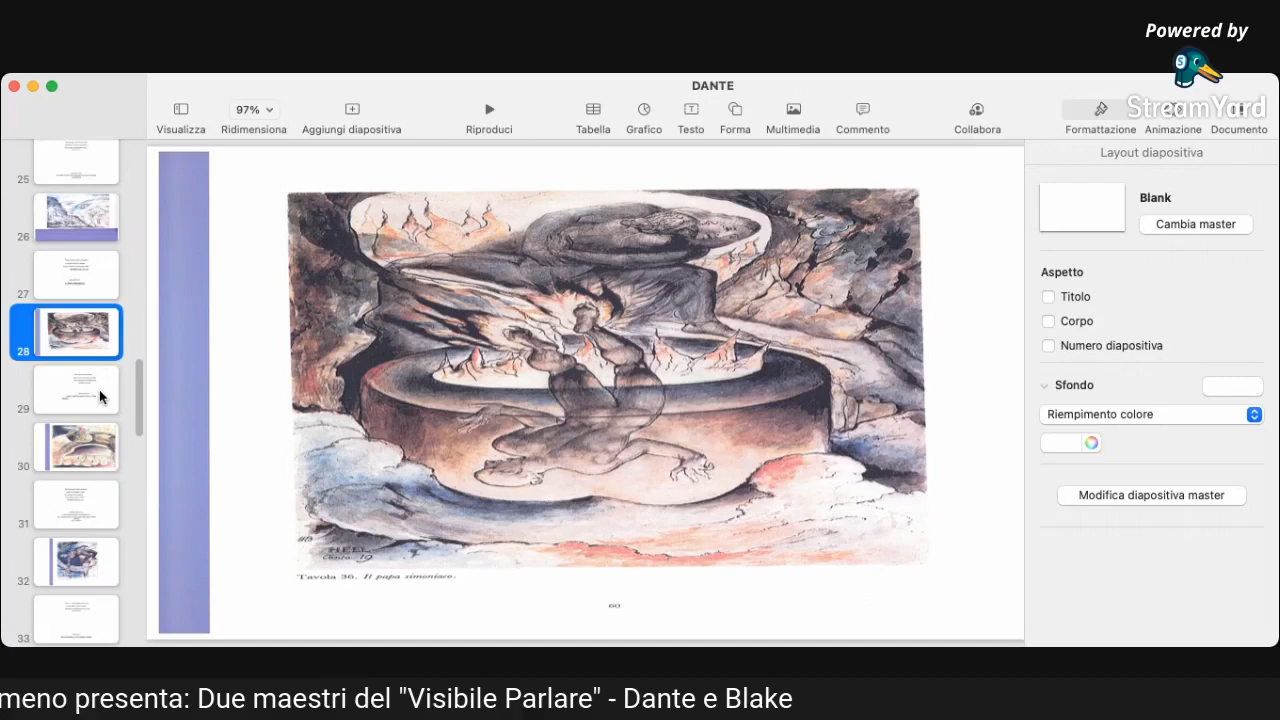 Powered by
StreamYard
DANTE
97%
Visualizza
Ridimensiona
Aggiungi diapositiva
Riproduci
Tabella
Grafico
Testo
Forma
Multimedia
Commento
Collabora
Formattazione
Animazione
Documento
Layout diapositiva
Blank
Cambia master
Aspetto
Titolo
Corpo
Numero diapositiva
Sfondo
Riempimento colore
Modifica diapositiva master
25
26
27
28
29
30
31
32
33
HELL
Canto 19
Tavola 36. Il papa simoniaco.
60
meno presenta: Due maestri del "Visibile Parlare" - Dante e Blake